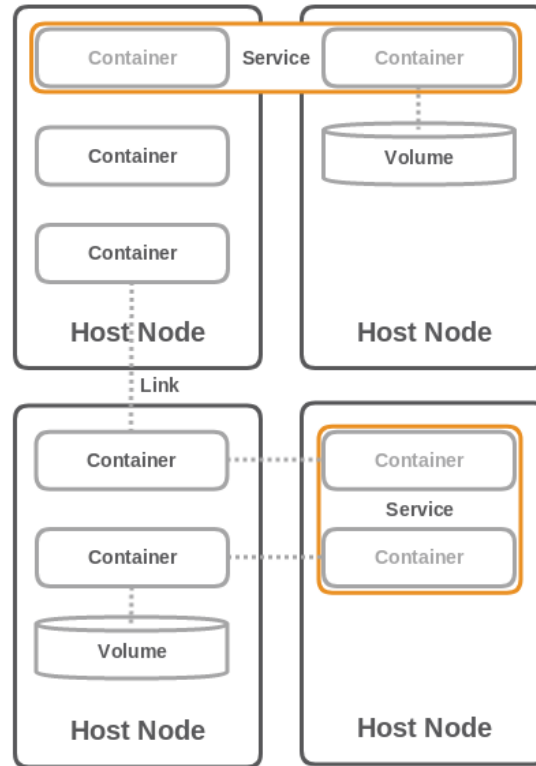 Container Service Container
Container
Volume
Container
Host Node
Host Node
Link
Container
Container
Service
Container
Container
Volume
Host Node
Host Node